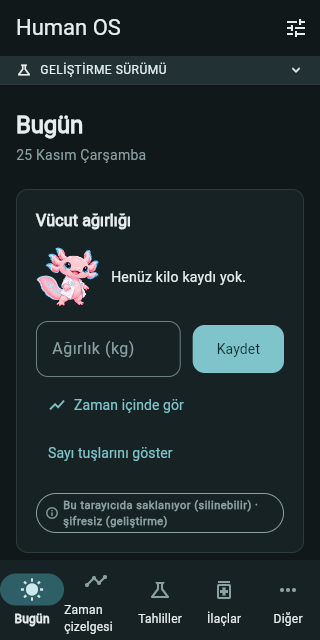 Human OS
GELİŞTİRME SÜRÜMÜ
Bugün
25 Kasım Çarşamba
Vücut ağırlığı
Henüz kilo kaydı yok.
Ağırlık (kg)
Kaydet
Zaman içinde gör
Sayı tuşlarını göster
Bu tarayıcıda saklanıyor (silinebilir) ·
şifresiz (geliştirme)
Bugün
Zaman
çizelgesi
Tahliller
İlaçlar
Diğer